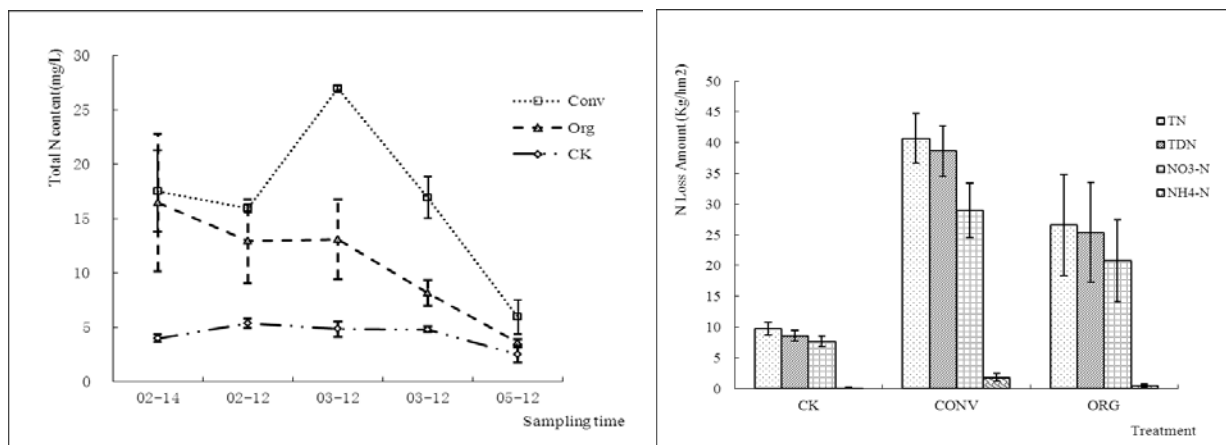 Total N content(mg/L)
30
25
20
15
10
5
0
Conv
Org
CK
02-14 02-12 03-12 03-12 05-12
Sampling time
N Loss Amount (Kg/hm2)
50
45
40
35
30
25
20
15
10
5
0
TN
TDN
NO3-N
NH4-N
CK CONV ORG
Treatment